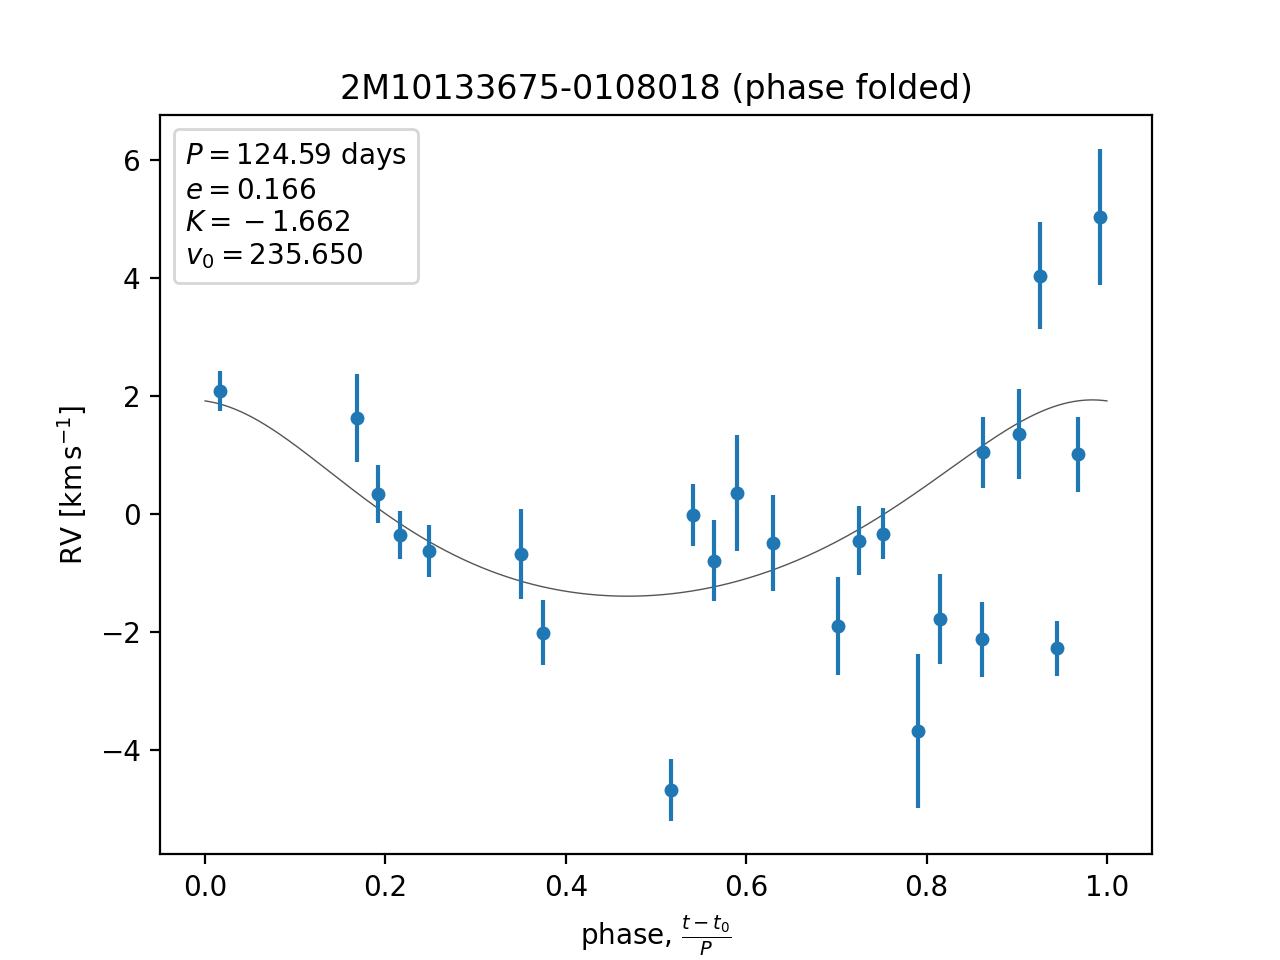 2M10133675-0108018 (phase folded)
P = 124.59 days
e = 0.166
K = −1.662
v₀ = 235.650
6
4
2
0
−2
−4
RV [km s⁻¹]
0.0 0.2 0.4 0.6 0.8 1.0
phase, (t − t₀)/P